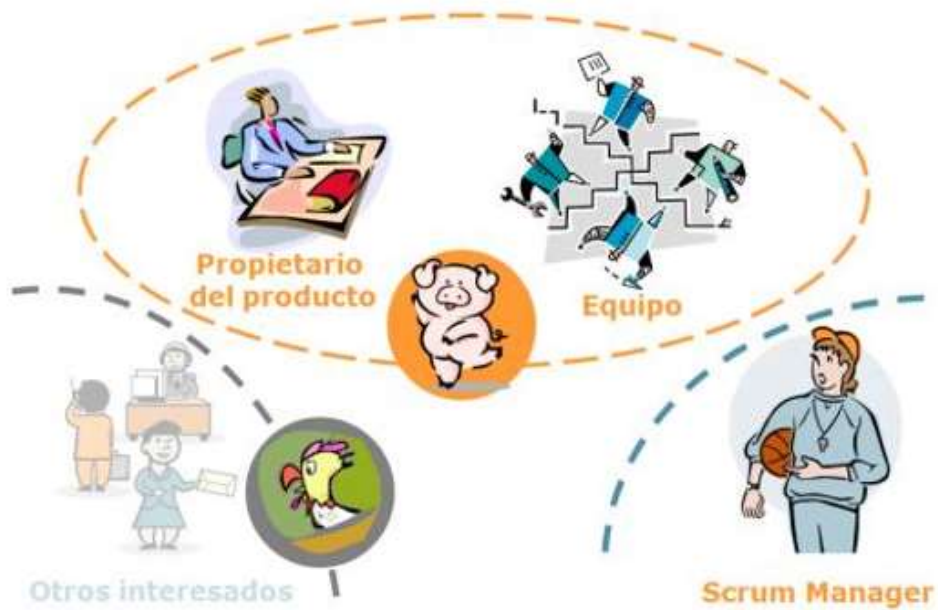 Propietario
del producto
Equipo
Otros interesados
Scrum Manager